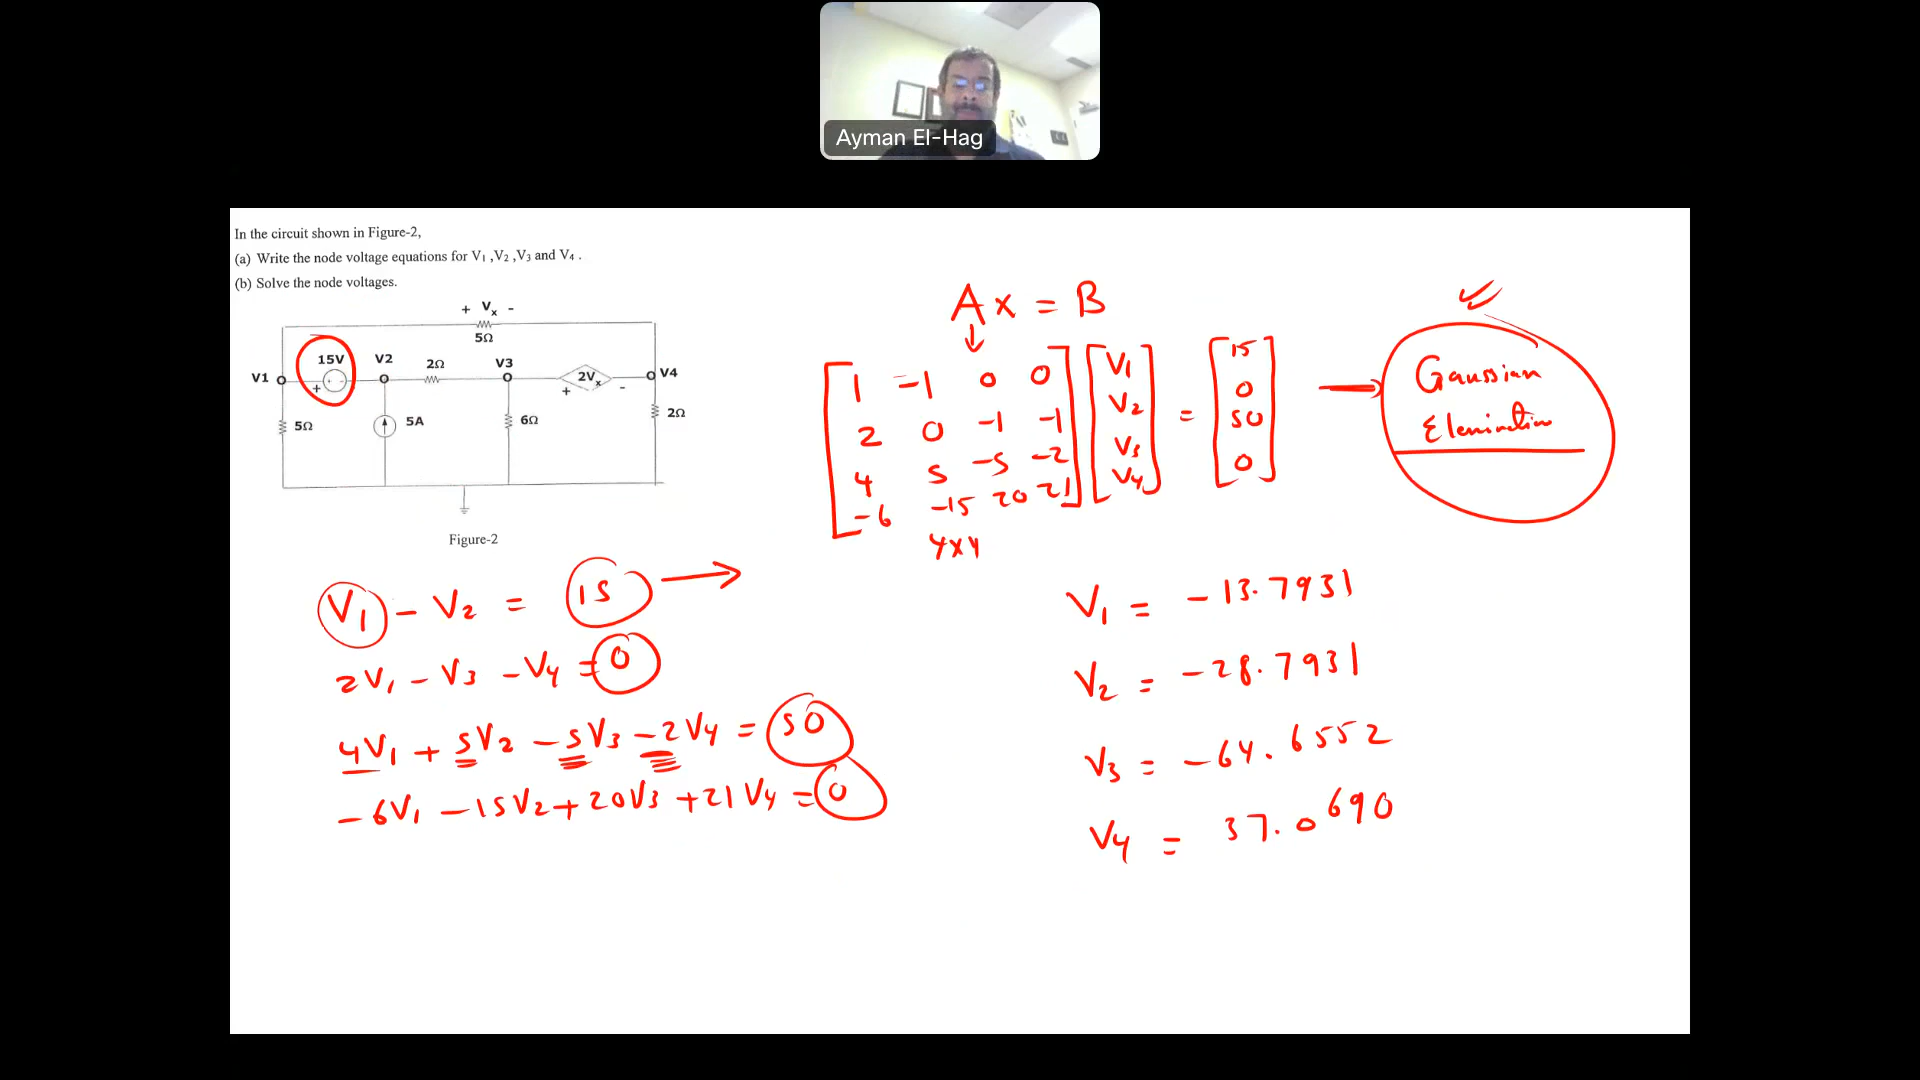 Ayman El-Hag
In the circuit shown in Figure-2,
(a) Write the node voltage equations for V1 ,V2 ,V3 and V4 .
(b) Solve the node voltages.
+ Vx -
5Ω
15V V2 2Ω V3
V1 + - + 2Vx - V4
5Ω 5A 6Ω 2Ω
Figure-2
Ax = B
1 -1 0 0 V1 15
2 0 -1 -1 V2 = 0
4 5 -5 -2 V3 50
-6 -15 20 21 V4 0
4x4
Gaussian
Elemination
V1 - V2 = 15
2V1 - V3 - V4 = 0
4V1 + 5V2 - 5V3 - 2V4 = 50
-6V1 - 15V2 + 20V3 + 21V4 = 0
V1 = -13.7931
V2 = -28.7931
V3 = -64.6552
V4 = 37.0690